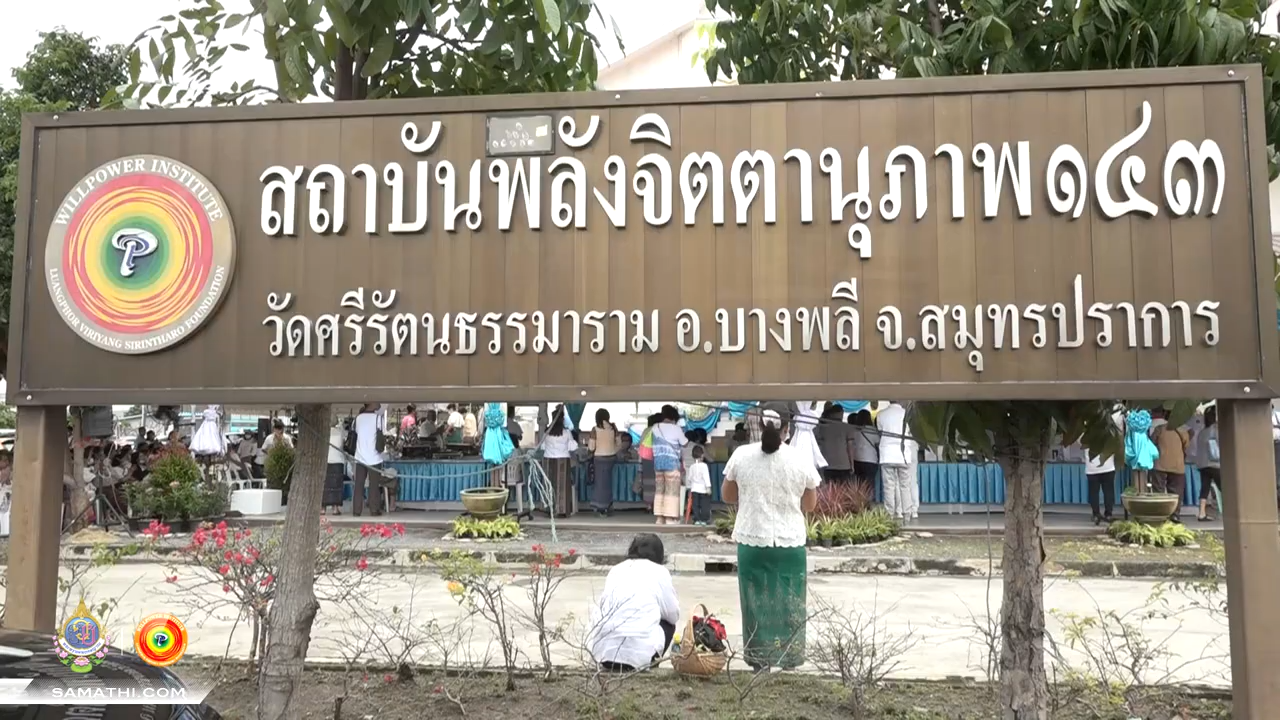 สถาบันพลังจิตตานุภาพ ๑๔๓
วัดศรีรัตนธรรมาราม อ.บางพลี จ.สมุทรปราการ
WILLPOWER INSTITUTE
LUANGPHOR VIRIYANG SIRINTHARO FOUNDATION
SAMATHI.COM